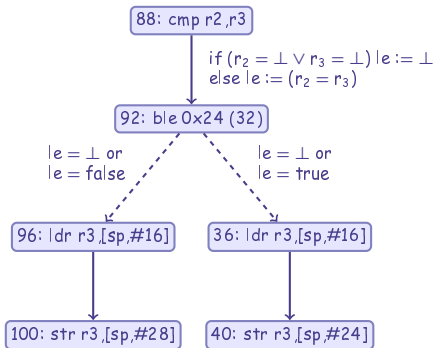 88: cmp r2,r3
if (r₂ = ⊥ ∨ r₃ = ⊥) le := ⊥
else le := (r₂ = r₃)
92: ble 0x24 (32)
le = ⊥ or
le = false
le = ⊥ or
le = true
96: ldr r3,[sp,#16]
36: ldr r3,[sp,#16]
100: str r3,[sp,#28]
40: str r3,[sp,#24]